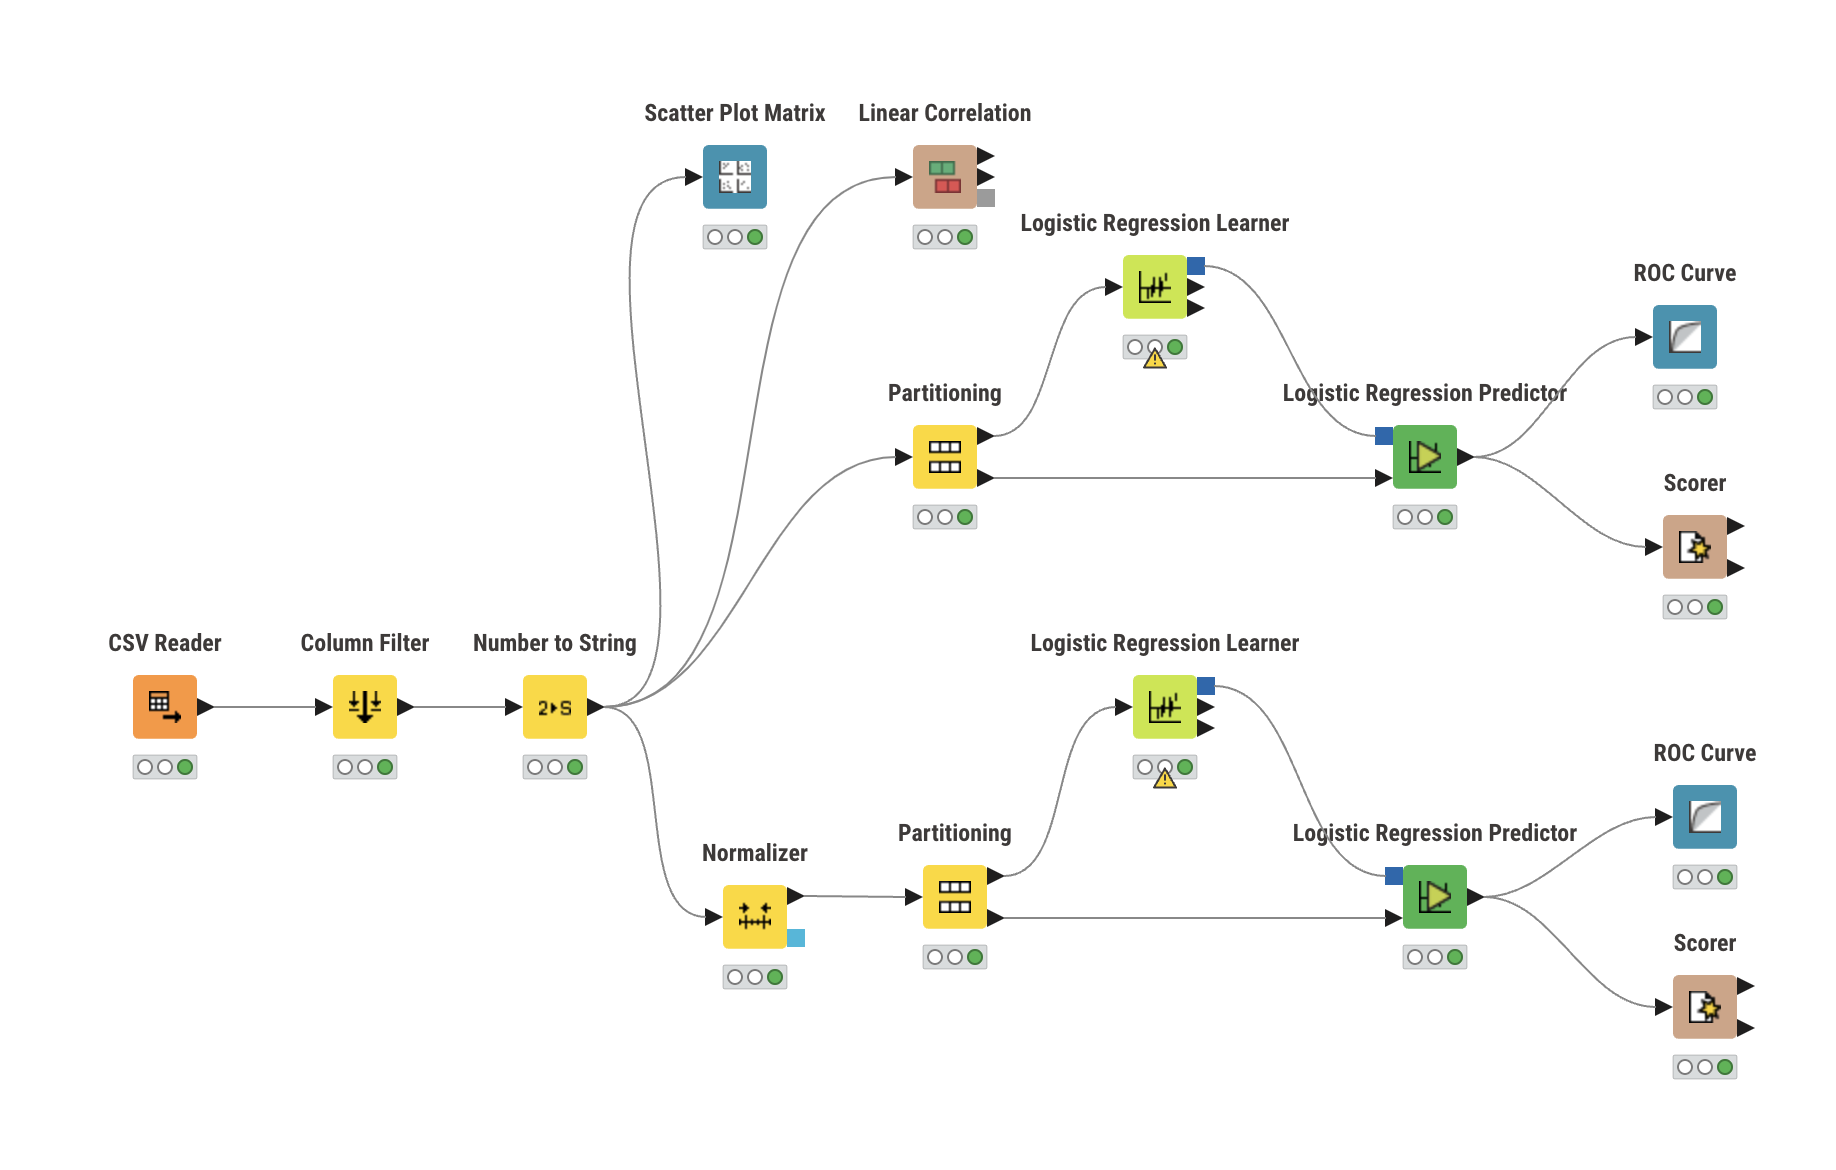 Scatter Plot Matrix
Linear Correlation
Logistic Regression Learner
ROC Curve
Partitioning
Logistic Regression Predictor
Scorer
CSV Reader
Column Filter
Number to String
2 S
Logistic Regression Learner
ROC Curve
Normalizer
Partitioning
Logistic Regression Predictor
Scorer